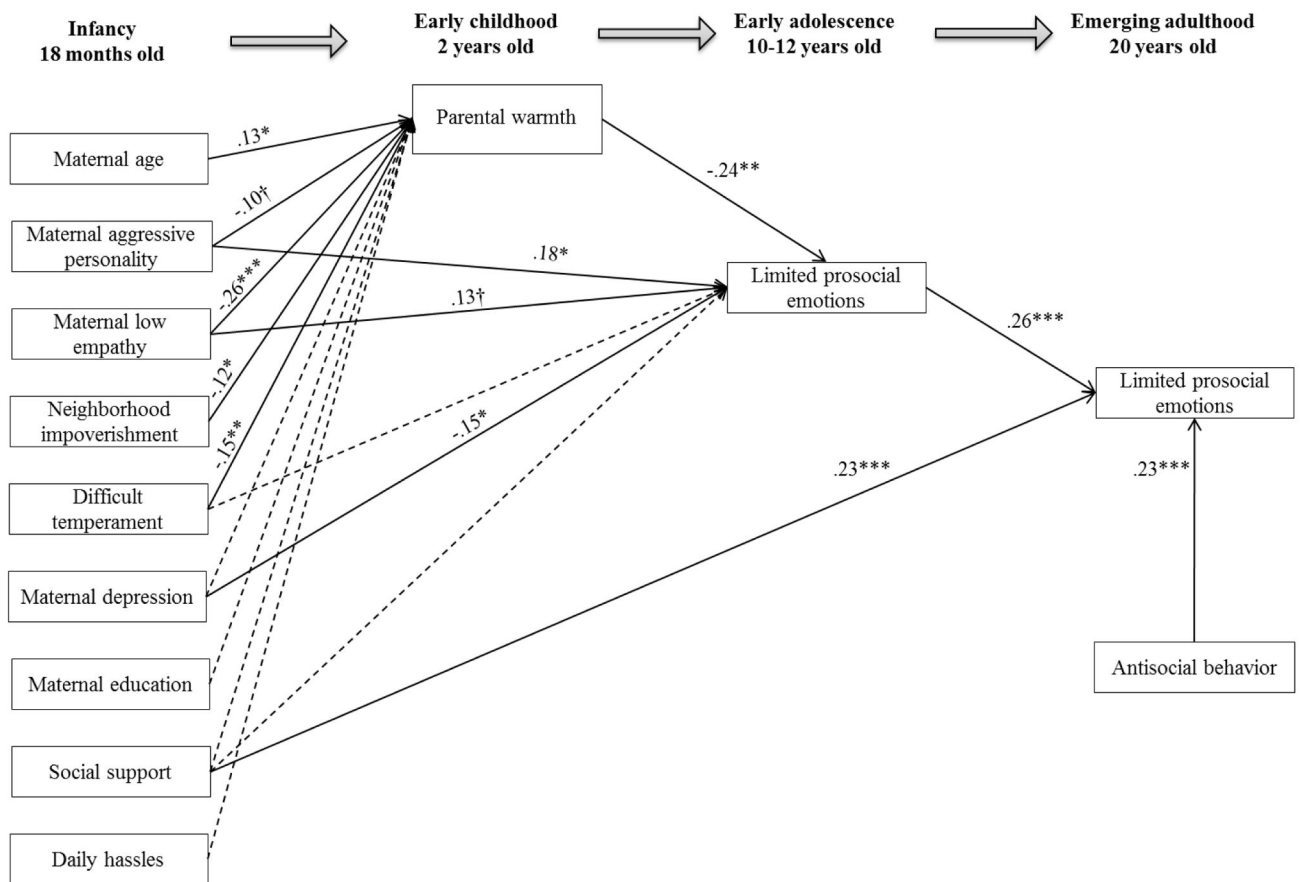 Infancy
18 months old
Early childhood
2 years old
Early adolescence
10-12 years old
Emerging adulthood
20 years old
Parental warmth
Maternal age
.13*
-.10†
-.24**
Maternal aggressive
personality
.18*
Limited prosocial
emotions
-.26***
.13†
Maternal low
empathy
.26***
-.12*
Limited prosocial
emotions
Neighborhood
impoverishment
-.15*
-.15**
.23***
.23***
Difficult
temperament
Maternal depression
Maternal education
Antisocial behavior
Social support
Daily hassles